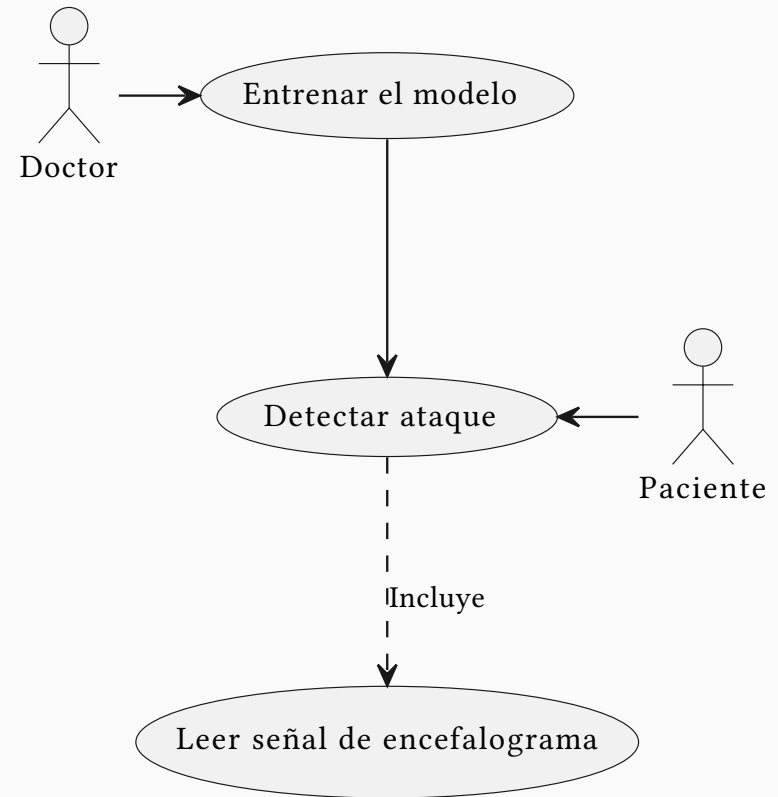 Entrenar el modelo
Doctor
Detectar ataque
Paciente
Incluye
Leer señal de encefalograma